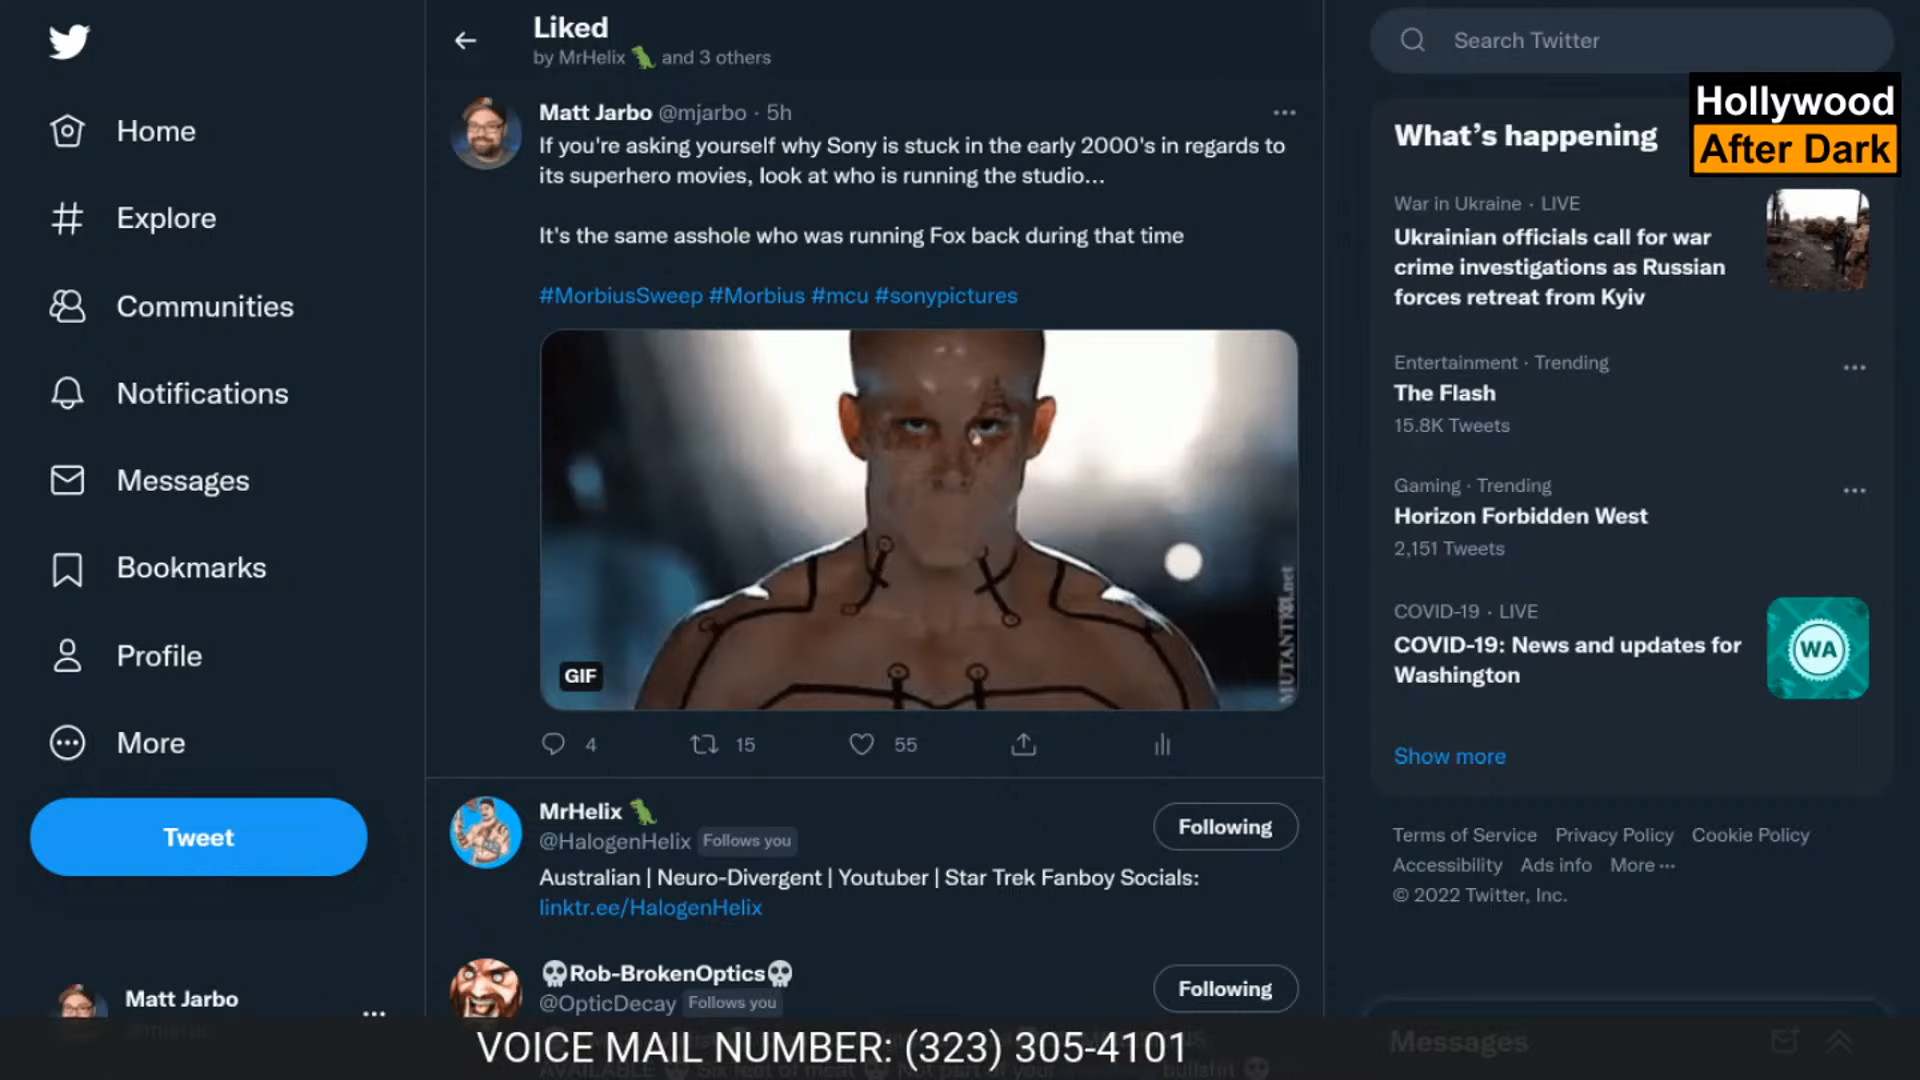 Home
Explore
Communities
Notifications
Messages
Bookmarks
Profile
More
Tweet
Matt Jarbo
Liked
by MrHelix 🦖 and 3 others
Matt Jarbo @mjarbo · 5h
If you're asking yourself why Sony is stuck in the early 2000's in regards to
its superhero movies, look at who is running the studio...
It's the same asshole who was running Fox back during that time
#MorbiusSweep #Morbius #mcu #sonypictures
GIF
4
15
55
MrHelix 🦖
@HalogenHelix Follows you
Following
Australian | Neuro-Divergent | Youtuber | Star Trek Fanboy Socials:
linktr.ee/HalogenHelix
💀Rob-BrokenOptics💀
@OpticDecay Follows you
Following
Search Twitter
Hollywood
After Dark
What's happening
War in Ukraine · LIVE
Ukrainian officials call for war
crime investigations as Russian
forces retreat from Kyiv
Entertainment · Trending
The Flash
15.8K Tweets
Gaming · Trending
Horizon Forbidden West
2,151 Tweets
COVID-19 · LIVE
COVID-19: News and updates for
Washington
WA
Show more
Terms of Service Privacy Policy Cookie Policy
Accessibility Ads info More ···
© 2022 Twitter, Inc.
Messages
VOICE MAIL NUMBER: (323) 305-4101